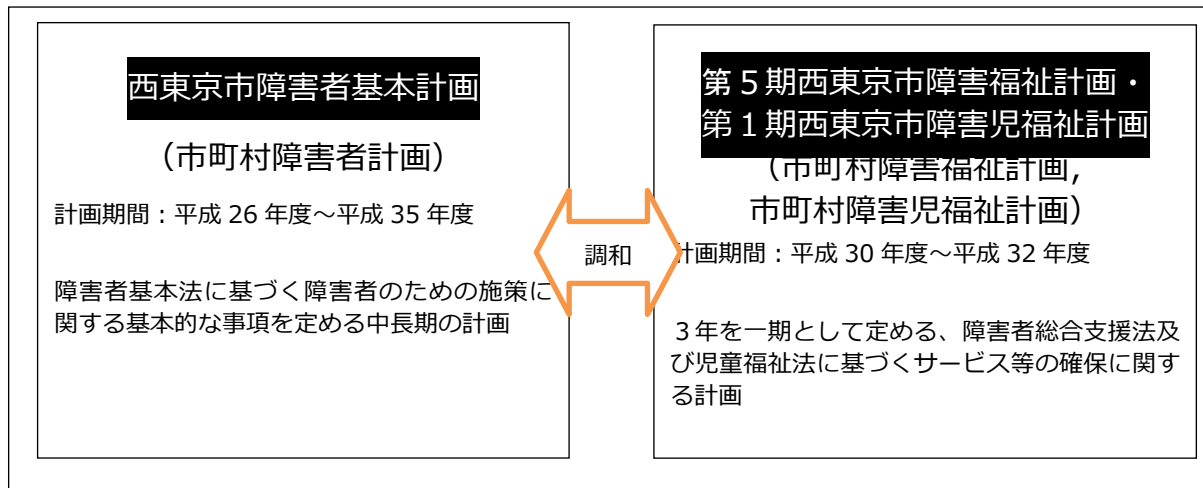 西東京市障害者基本計画
（市町村障害者計画）
計画期間：平成 26 年度～平成 35 年度
障害者基本法に基づく障害者のための施策に
関する基本的な事項を定める中長期の計画
調和
第５期西東京市障害福祉計画・
第１期西東京市障害児福祉計画
（市町村障害福祉計画,
市町村障害児福祉計画）
計画期間：平成 30 年度～平成 32 年度
３年を一期として定める、障害者総合支援法及
び児童福祉法に基づくサービス等の確保に関す
る計画